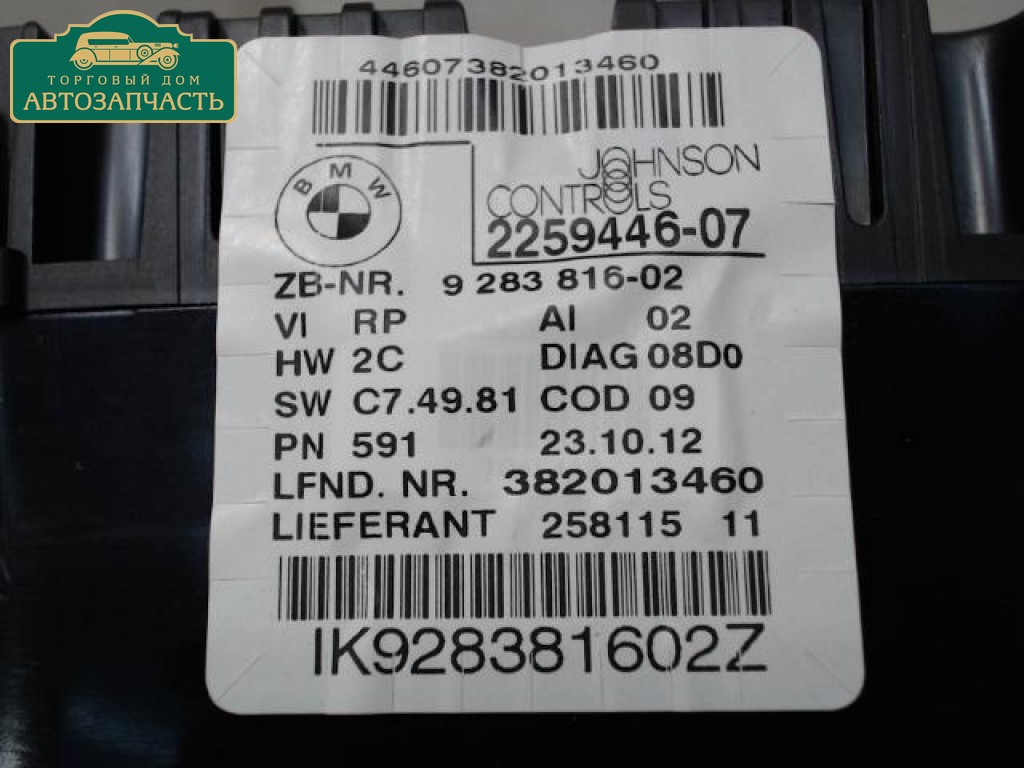 ТОРГОВЫЙ ДОМ
АВТОЗАПЧАСТЬ
44607382013460
BMW
JOHNSON
CONTROLS
2259446-07
ZB-NR. 9 283 816-02
VI RP AI 02
HW 2C DIAG 08D0
SW C7.49.81 COD 09
PN 591 23.10.12
LFND. NR. 382013460
LIEFERANT 258115 11
IK928381602Z